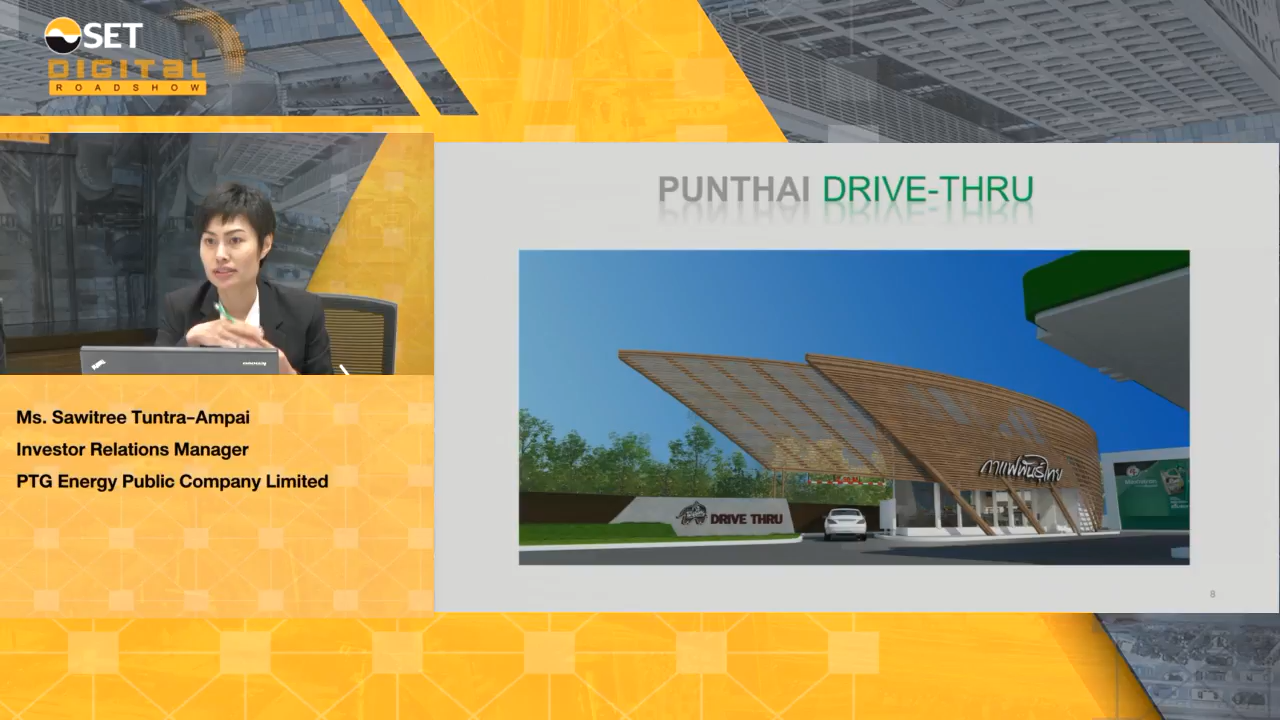 SET
DIGITAL
ROADSHOW
PUNTHAI DRIVE-THRU
กาแฟพันธุ์ไทย
DRIVE THRU
Ms. Sawitree Tuntra-Ampai
Investor Relations Manager
PTG Energy Public Company Limited
8